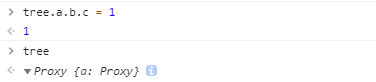 > tree.a.b.c = 1
< 1
> tree
< ▼Proxy {a: Proxy} i